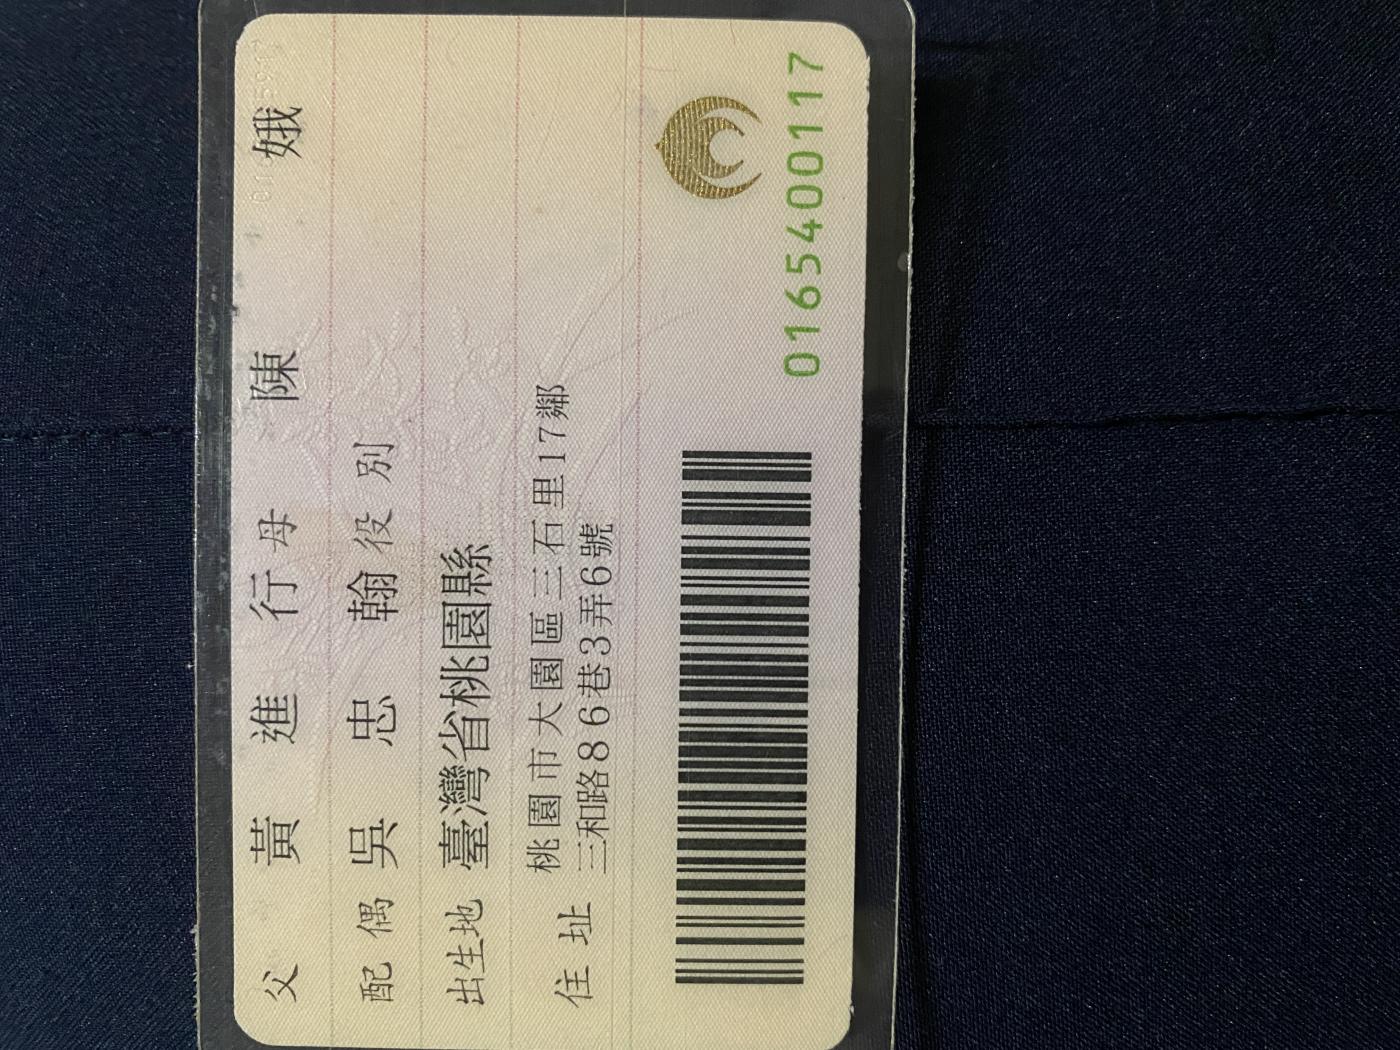 父 黃進行 母 陳娥
配偶 吳忠翰 役別
出生地 臺灣省桃園縣
住址 桃園市大園區三石里17鄰
三和路86巷3弄6號
0165400117